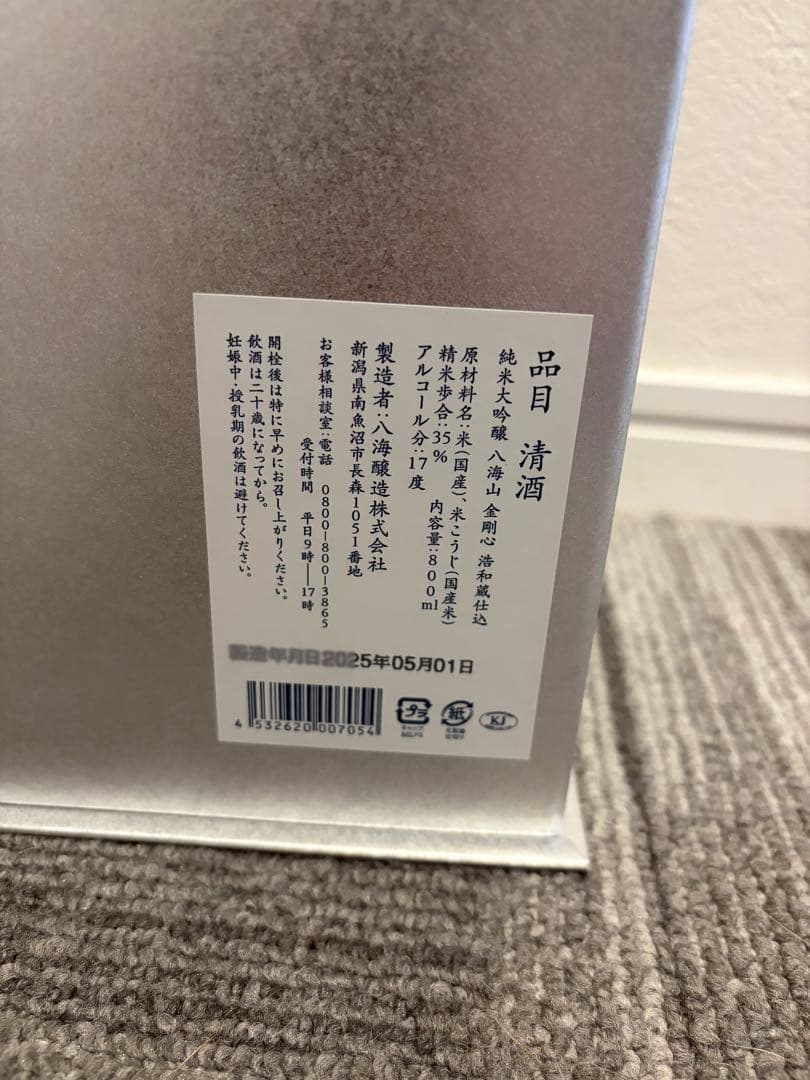 品目 清酒
純米大吟醸 八海山 金剛心 浩和蔵仕込
原材料名:米(国産)、米こうじ(国産米)
精米歩合:35% 内容量:800ml
アルコール分:17度
製造者:八海醸造株式会社
新潟県南魚沼市長森1051番地
お客様相談室:電話 0800-800-3865
受付時間 平日9時―17時
開栓後は特に早めにお召し上がりください。
飲酒は二十歳になってから。
妊娠中・授乳期の飲酒は避けてください。
製造年月日2025年05月01日
4 532620 007054
プラ
紙
KJ